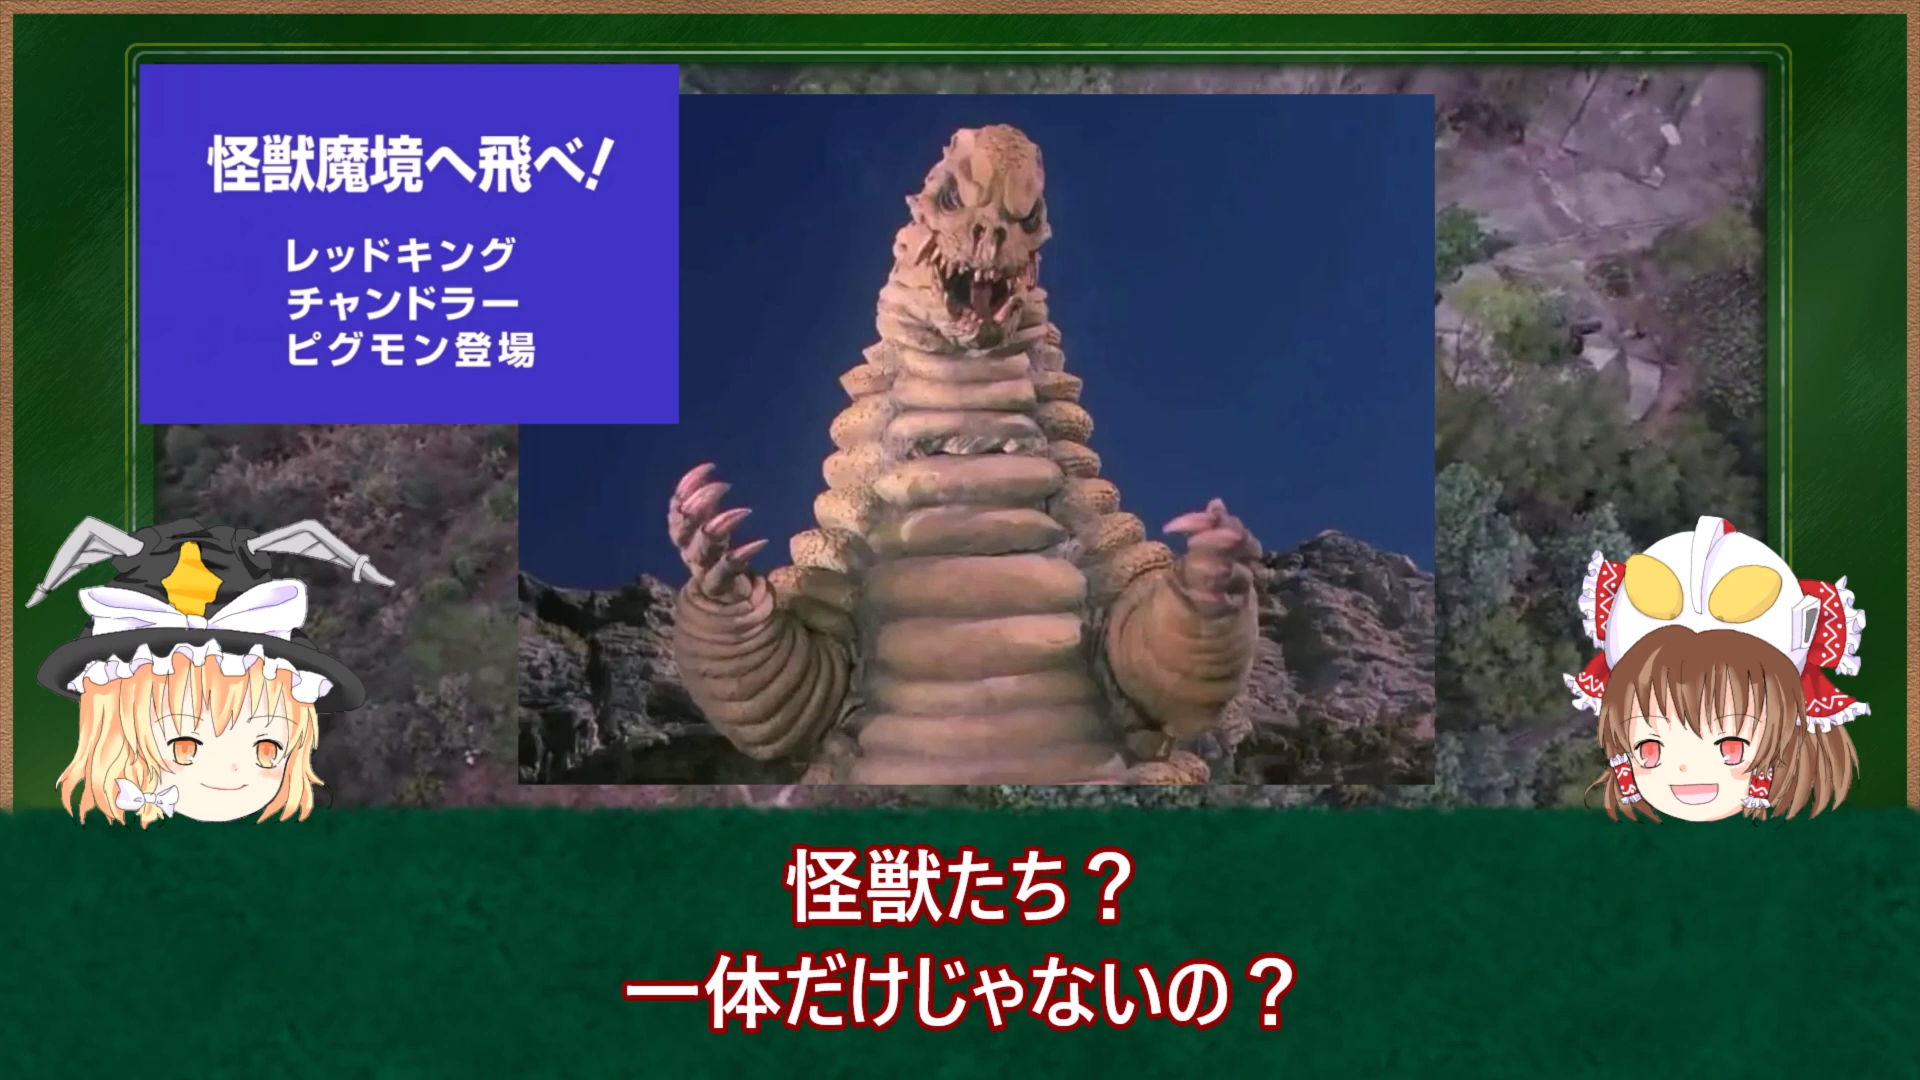 怪獣魔境へ飛べ!
レッドキング
チャンドラー
ピグモン登場
怪獣たち？
一体だけじゃないの？